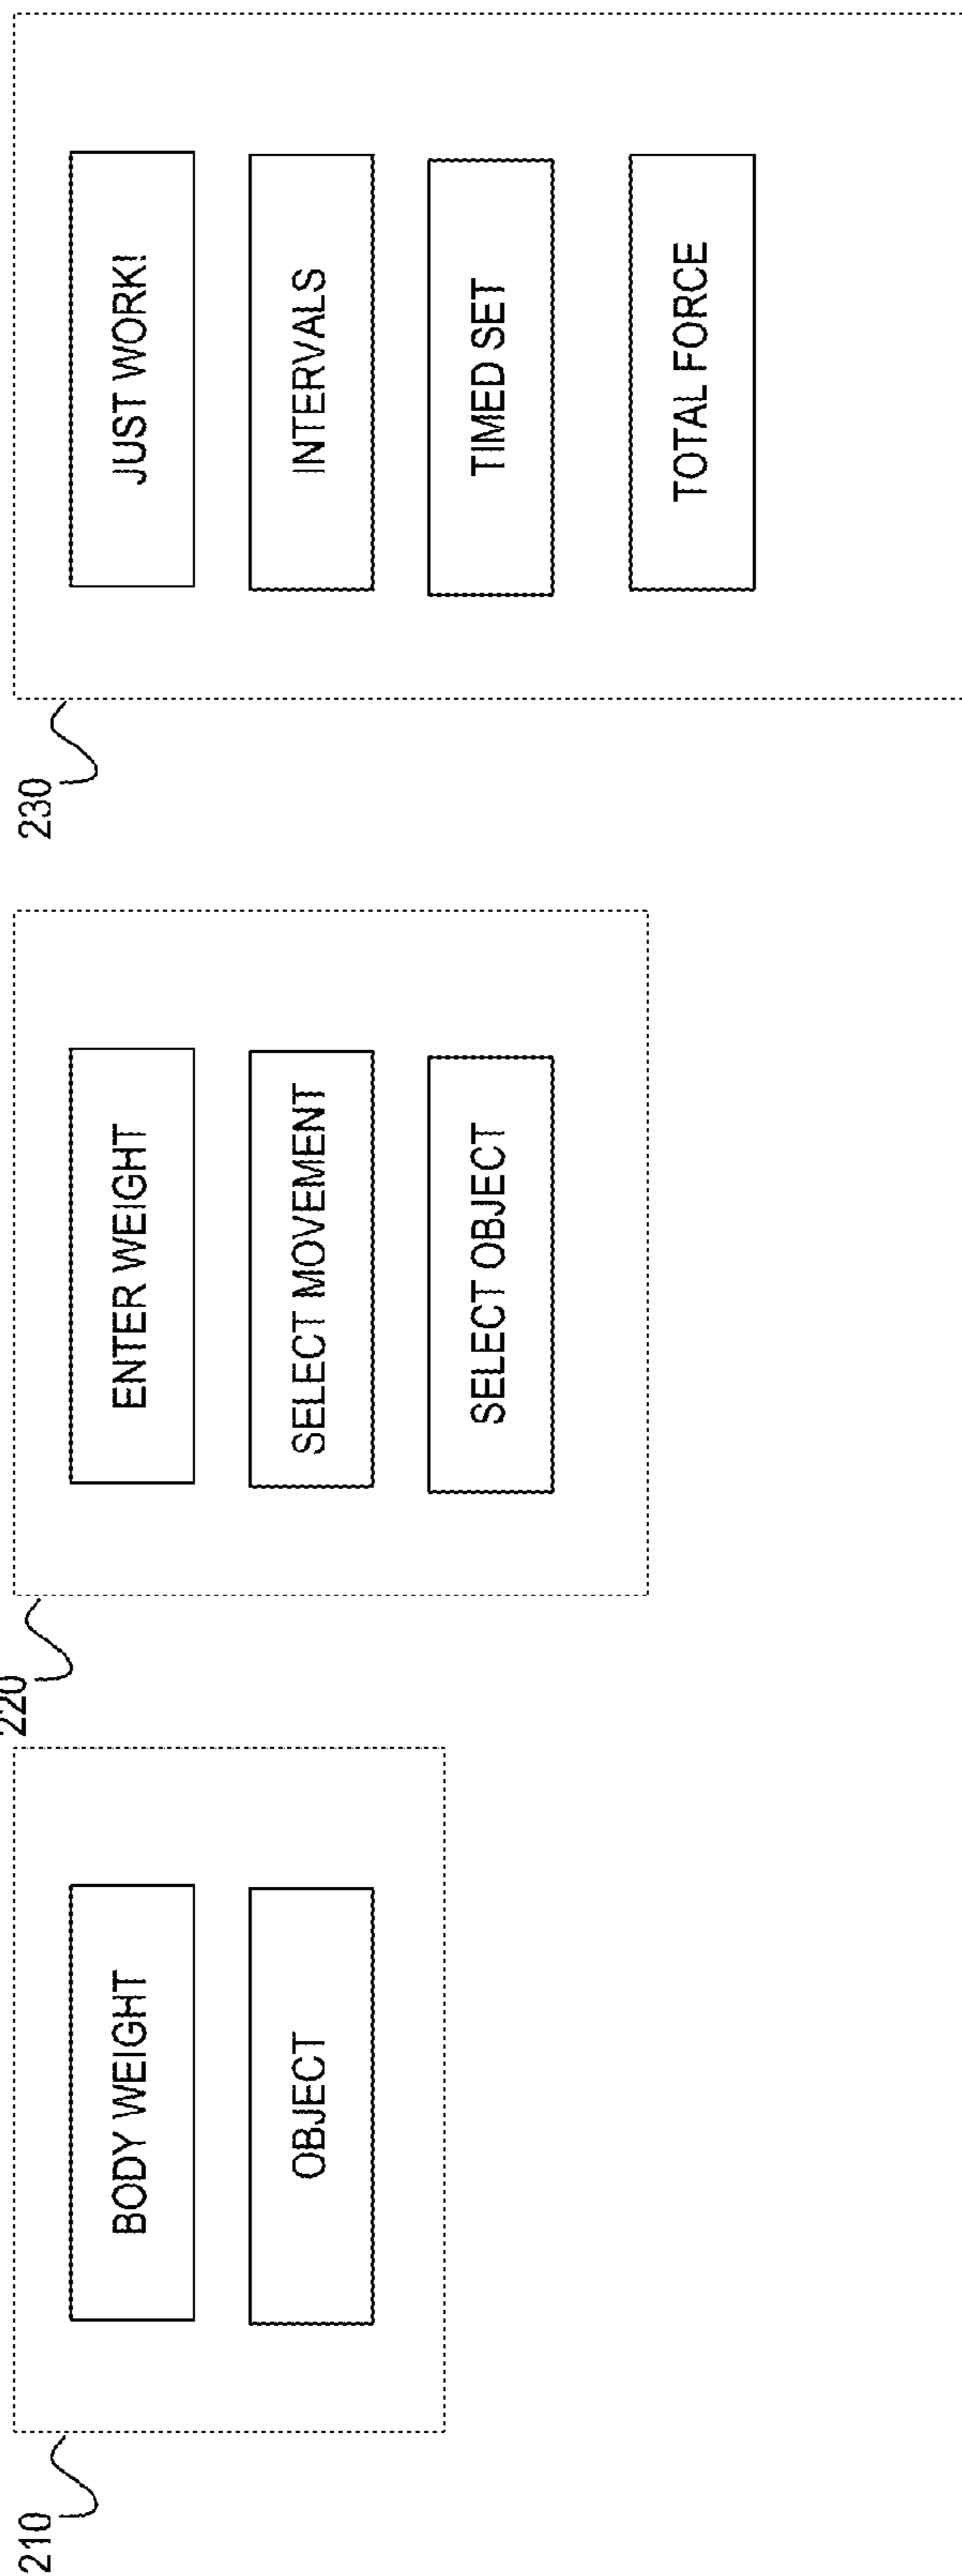 210
BODY WEIGHT
OBJECT
220
ENTER WEIGHT
SELECT MOVEMENT
SELECT OBJECT
230
JUST WORK!
INTERVALS
TIMED SET
TOTAL FORCE